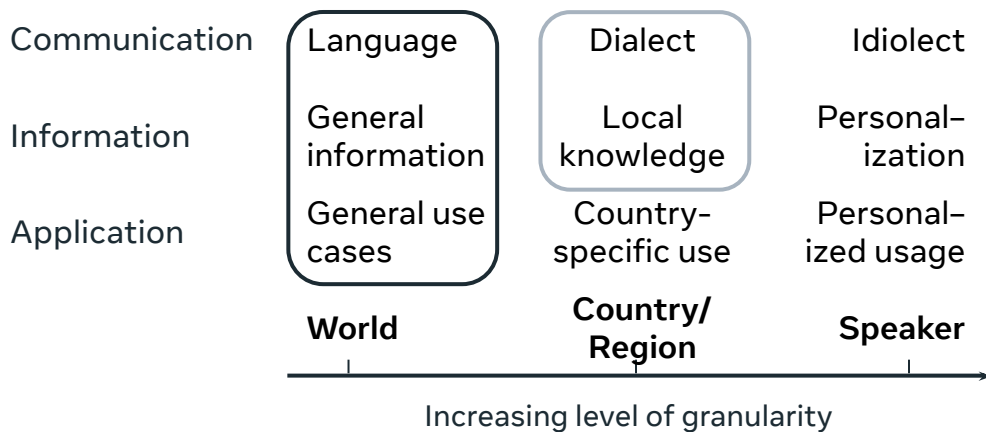 Communication Language Dialect Idiolect
Information General information Local knowledge Personal– ization
Application General use cases Country- specific use Personal– ized usage
World Country/ Region Speaker
Increasing level of granularity